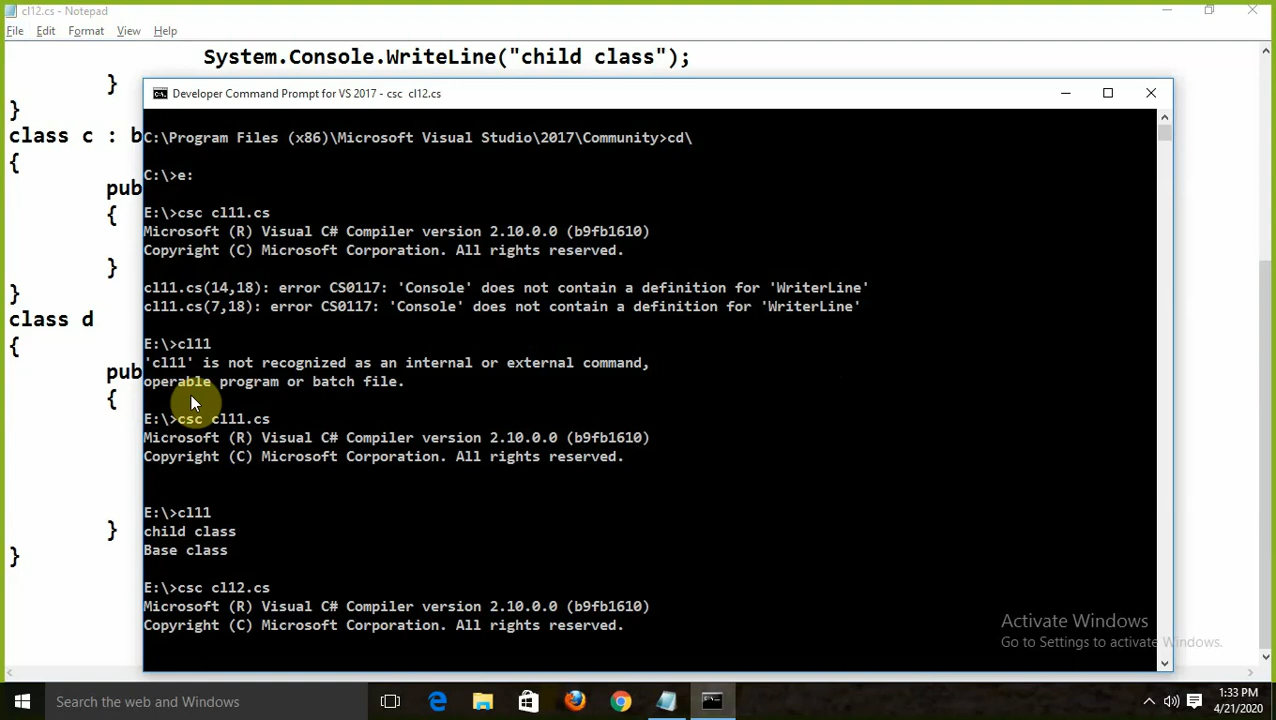 cl12.cs - Notepad
File Edit Format View Help
System.Console.WriteLine("child class");
}
}
class c : b
{
pub
{
}
}
class d
{
pub
{
}
}
Developer Command Prompt for VS 2017 - csc cl12.cs
C:\Program Files (x86)\Microsoft Visual Studio\2017\Community>cd\
C:\>e:
E:\>csc cl11.cs
Microsoft (R) Visual C# Compiler version 2.10.0.0 (b9fb1610)
Copyright (C) Microsoft Corporation. All rights reserved.
cl11.cs(14,18): error CS0117: 'Console' does not contain a definition for 'WriterLine'
cl11.cs(7,18): error CS0117: 'Console' does not contain a definition for 'WriterLine'
E:\>cl11
'cl11' is not recognized as an internal or external command,
operable program or batch file.
E:\>csc cl11.cs
Microsoft (R) Visual C# Compiler version 2.10.0.0 (b9fb1610)
Copyright (C) Microsoft Corporation. All rights reserved.
E:\>cl11
child class
Base class
E:\>csc cl12.cs
Microsoft (R) Visual C# Compiler version 2.10.0.0 (b9fb1610)
Copyright (C) Microsoft Corporation. All rights reserved.
Activate Windows
Go to Settings to activate Windows.
Search the web and Windows
1:33 PM
4/21/2020